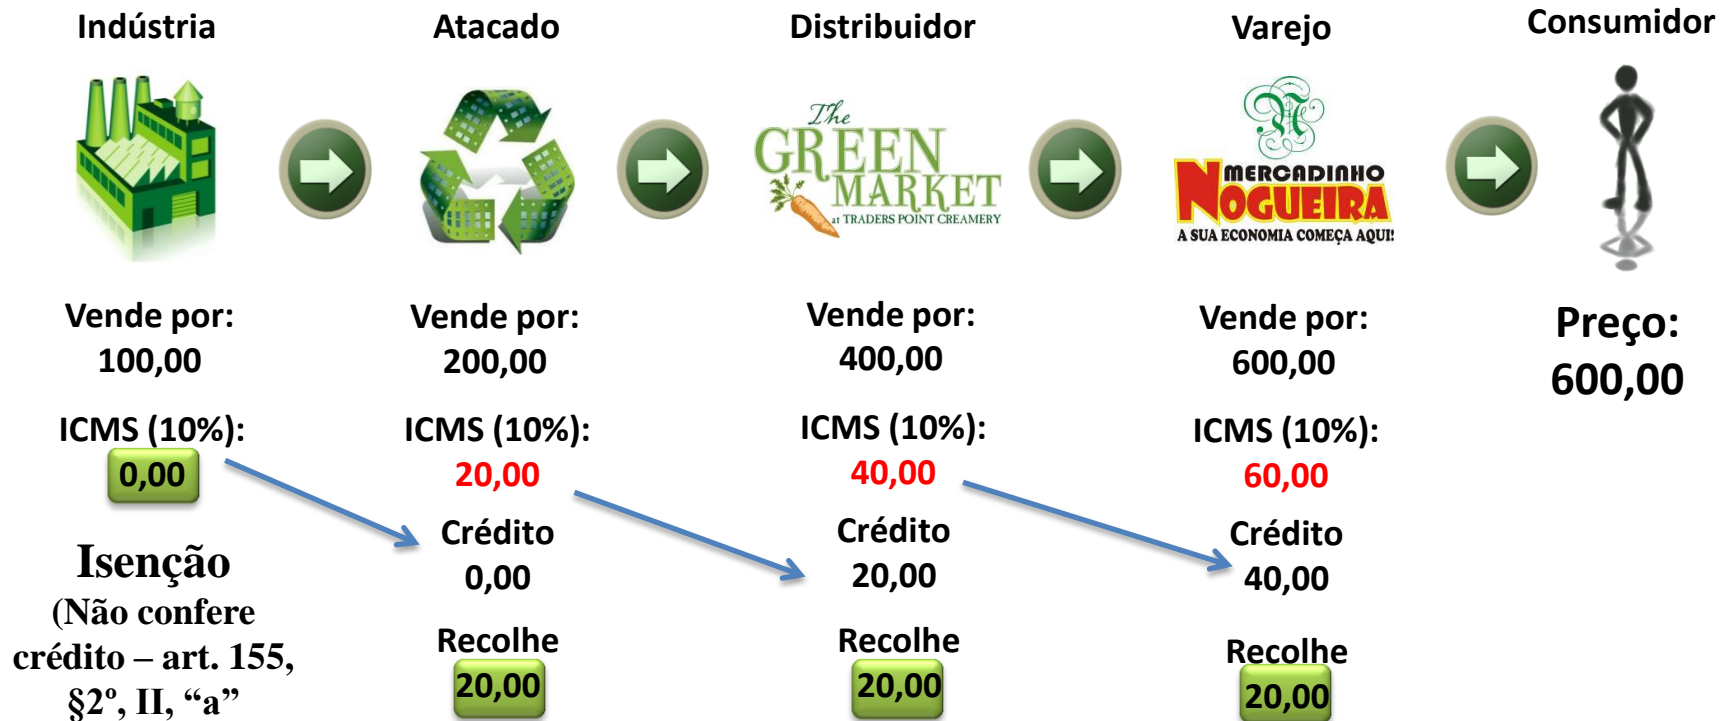 Indústria
Atacado
Distribuidor
Varejo
Consumidor
The
GREEN
MARKET
at TRADERS POINT CREAMERY
N
MERCADINHO
NOGUEIRA
A SUA ECONOMIA COMEÇA AQUI!
Vende por:
100,00
Vende por:
200,00
Vende por:
400,00
Vende por:
600,00
Preço:
600,00
ICMS (10%):
0,00
ICMS (10%):
20,00
ICMS (10%):
40,00
ICMS (10%):
60,00
Isenção
(Não confere
crédito – art. 155,
§2º, II, “a”
Crédito
0,00
Crédito
20,00
Crédito
40,00
Recolhe
20,00
Recolhe
20,00
Recolhe
20,00